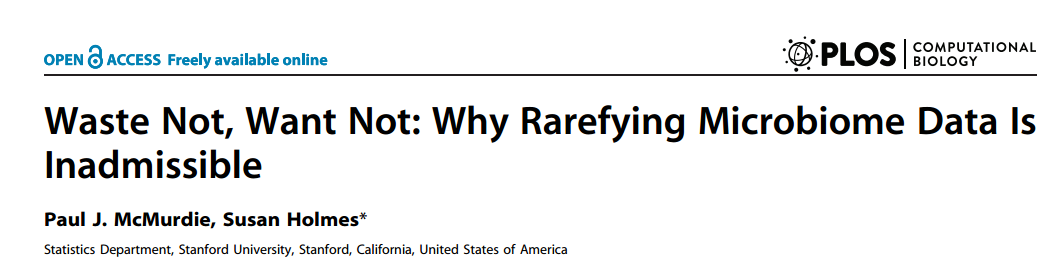 OPEN ACCESS Freely available online
PLOS COMPUTATIONAL
BIOLOGY
Waste Not, Want Not: Why Rarefying Microbiome Data Is
Inadmissible
Paul J. McMurdie, Susan Holmes*
Statistics Department, Stanford University, Stanford, California, United States of America